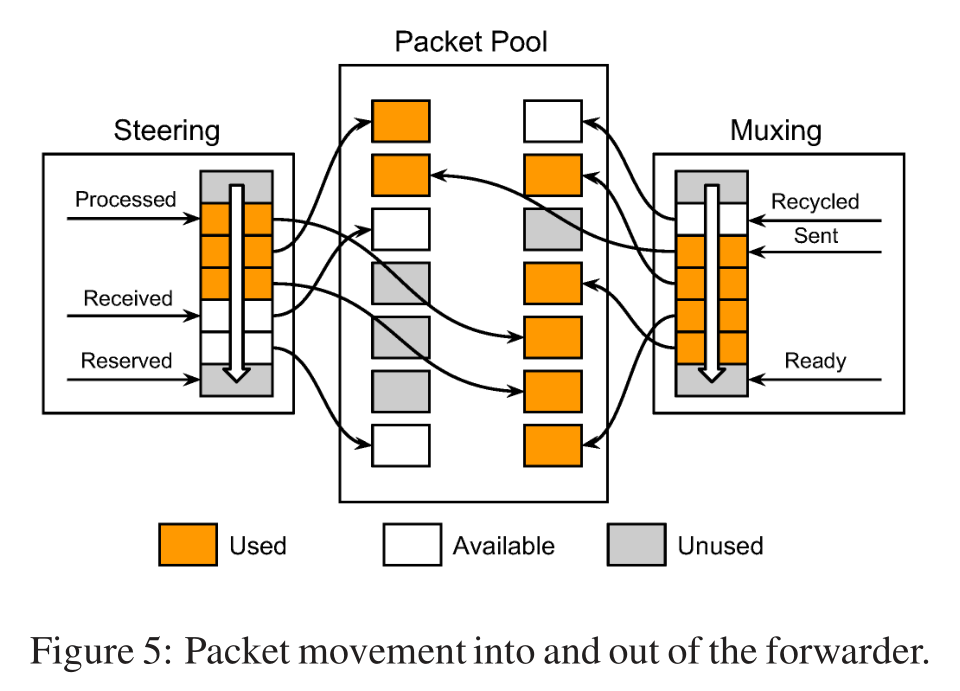 Packet Pool
Steering
Muxing
Processed
Received
Reserved
Recycled
Sent
Ready
Used
Available
Unused
Figure 5: Packet movement into and out of the forwarder.